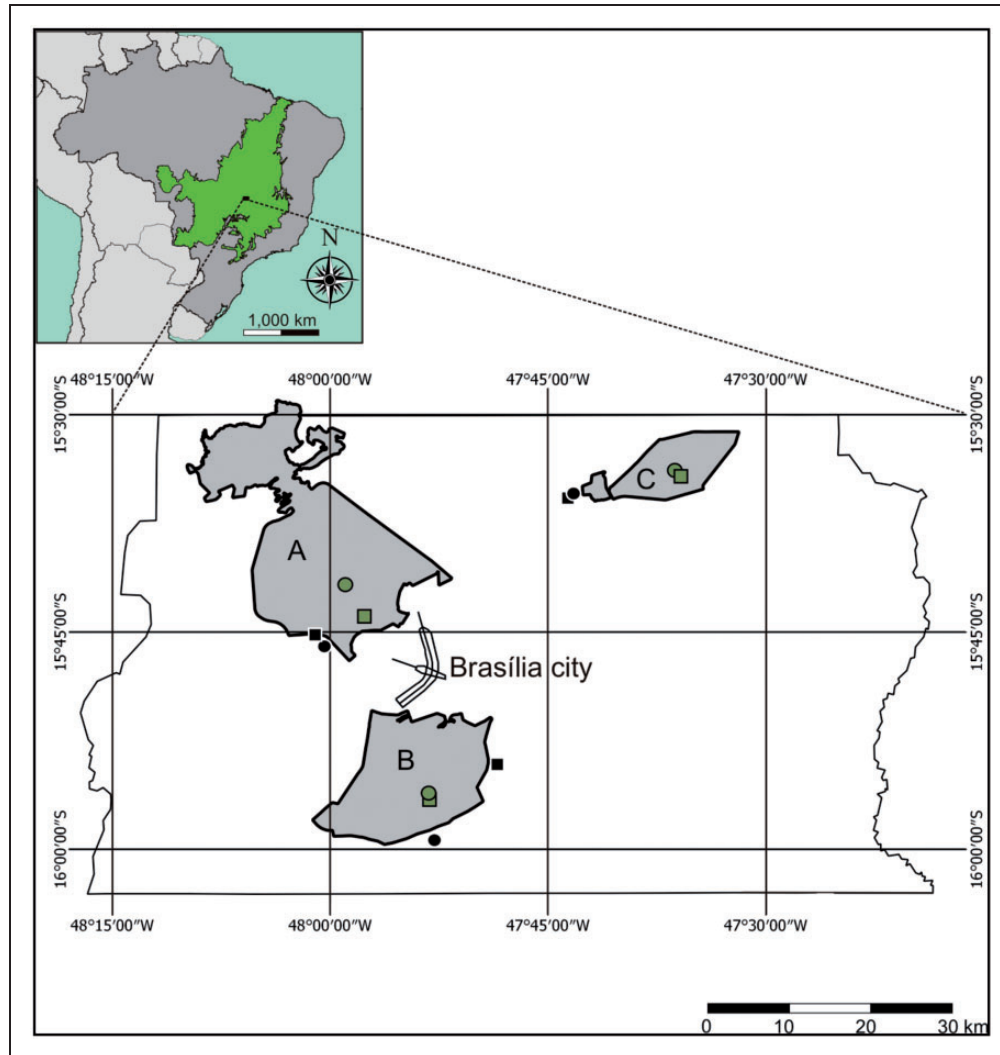 N
1,000 km
48°15′00″W
48°00′00″W
47°45′00″W
47°30′00″W
15°30′00″S
15°30′00″S
C
A
15°45′00″S
15°45′00″S
Brasília city
B
16°00′00″S
16°00′00″S
48°15′00″W
48°00′00″W
47°45′00″W
47°30′00″W
0
10
20
30 km